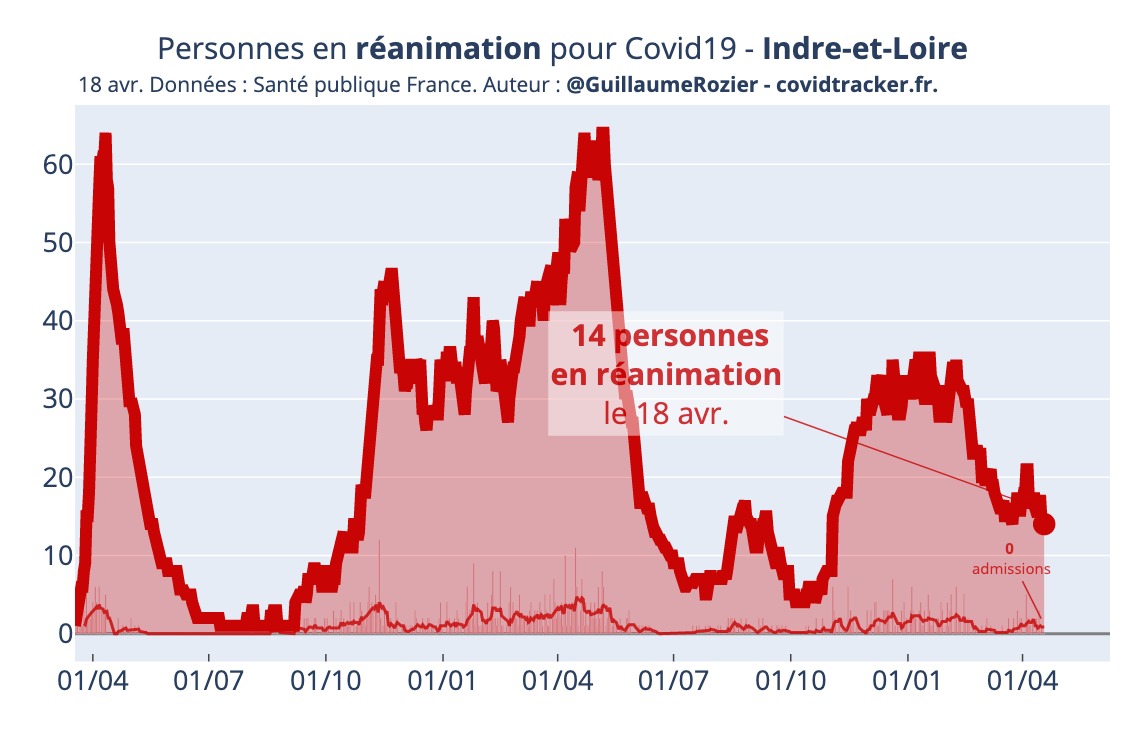 Personnes en réanimation pour Covid19 - Indre-et-Loire
18 avr. Données : Santé publique France. Auteur : @GuillaumeRozier - covidtracker.fr.
60
50
40
30
20
10
0
14 personnes
en réanimation
le 18 avr.
0
admissions
01/04
01/07
01/10
01/01
01/04
01/07
01/10
01/01
01/04